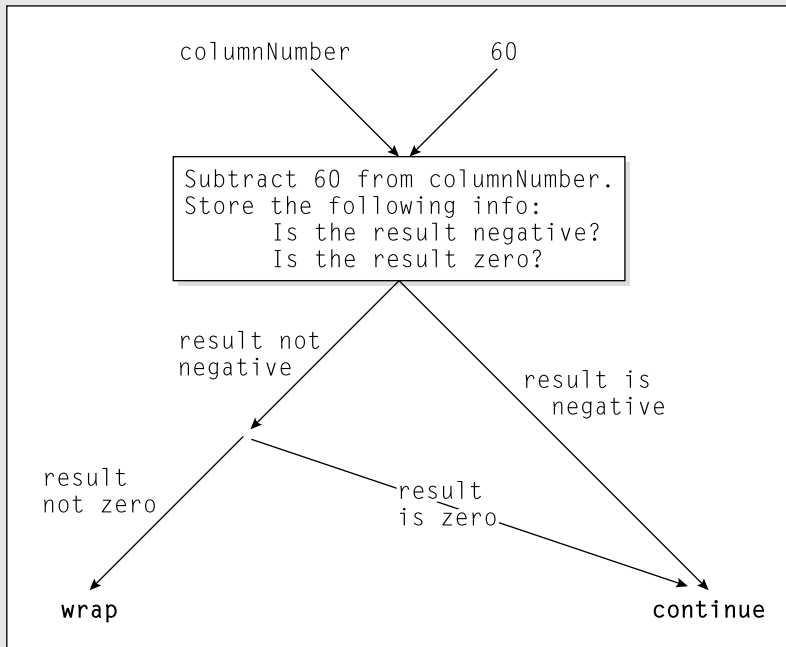 columnNumber
60
Subtract 60 from columnNumber.
Store the following info:
Is the result negative?
Is the result zero?
result not
negative
result is
negative
result
not zero
result
is zero
wrap
continue